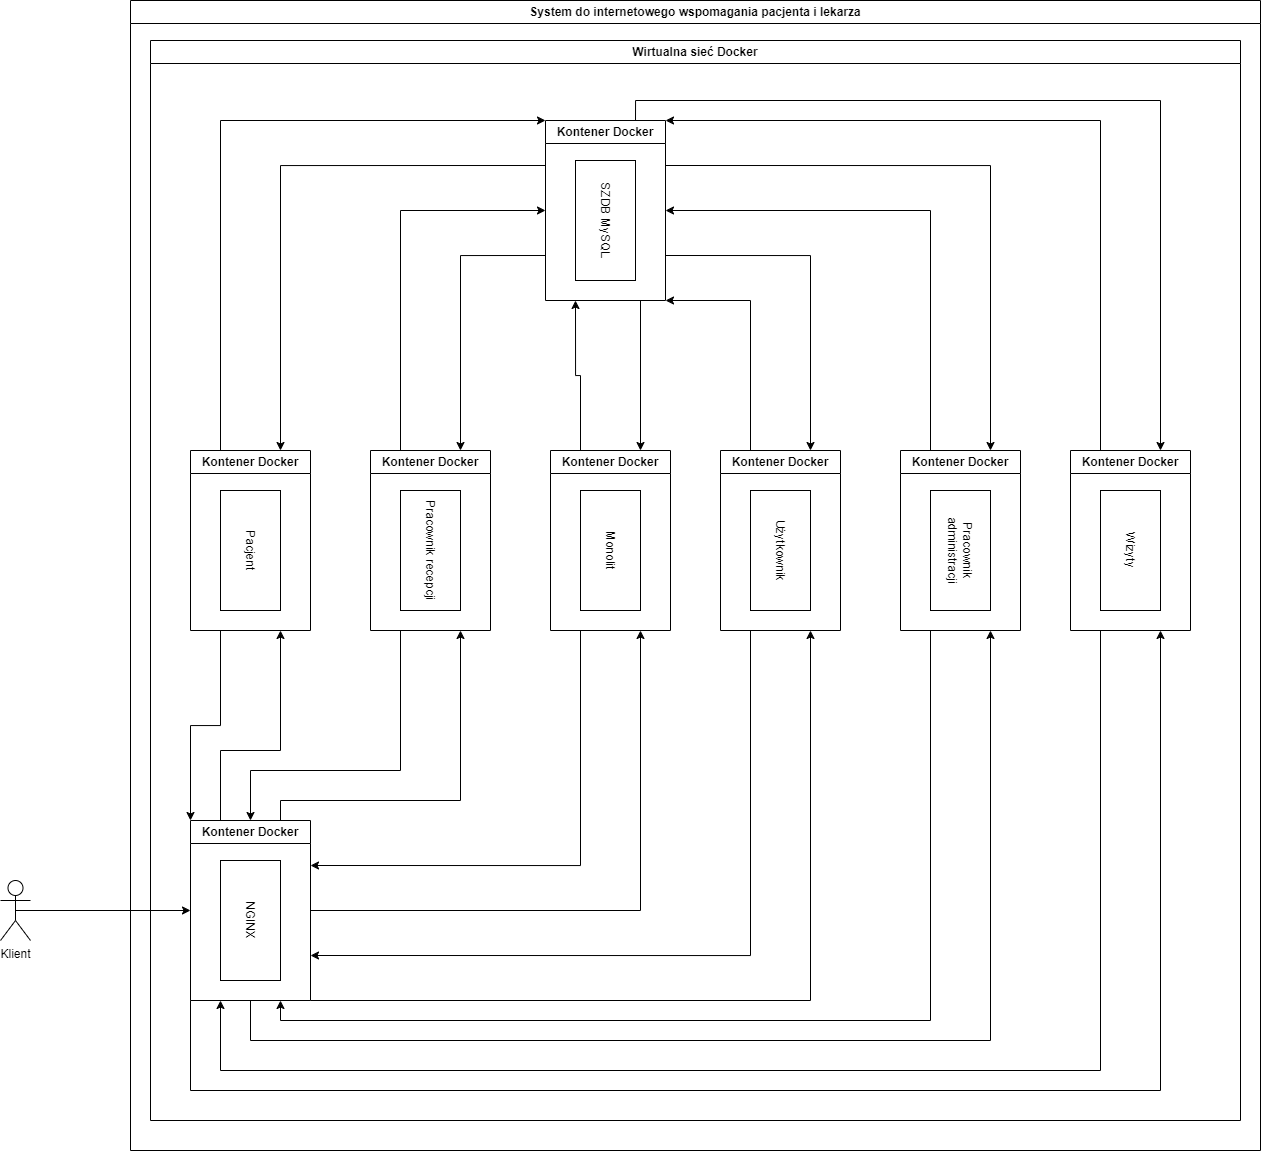 System do internetowego wspomagania pacjenta i lekarza
Wirtualna sieć Docker
Kontener Docker
SZDB MySQL
Kontener Docker
Kontener Docker
Kontener Docker
Kontener Docker
Kontener Docker
Kontener Docker
Pacjent
Pracownik recepcji
Monolit
Użytkownik
Pracownik
administracji
Wizyty
Kontener Docker
NGINX
Klient